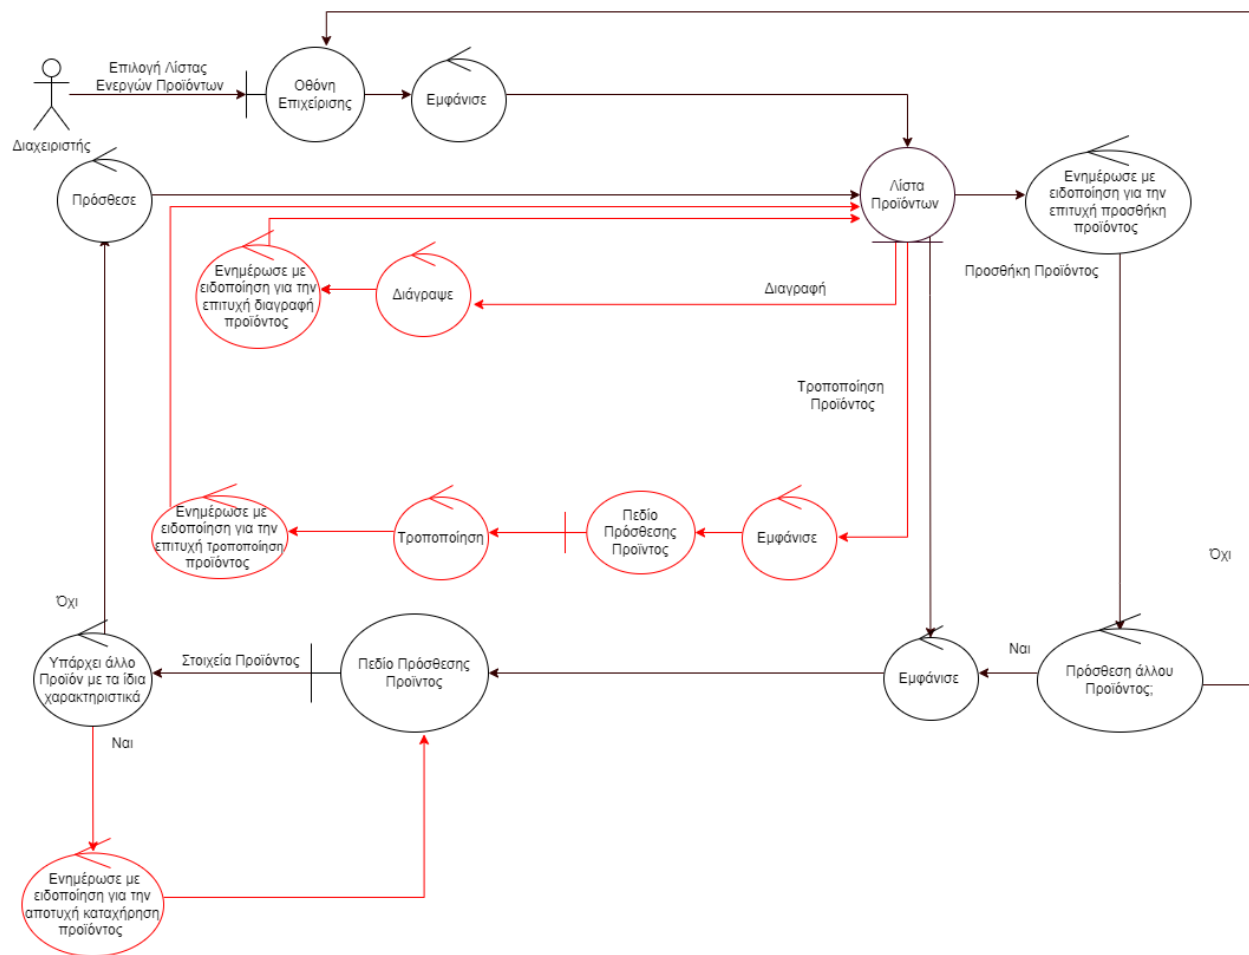 Επιλογή Λίστας
Ενεργών Προϊόντων
Οθόνη
Επιχείρισης
Εμφάνισε
Διαχειριστής
Πρόσθεσε
Λίστα
Προϊόντων
Ενημέρωσε με
ειδοποίηση για την
επιτυχή προσθήκη
προϊόντος
Προσθήκη Προϊόντος
Ενημέρωσε με
ειδοποίηση για την
επιτυχή διαγραφή
προϊόντος
Διάγραψε
Διαγραφή
Τροποποίηση
Προϊόντος
Ενημέρωσε με
ειδοποίηση για την
επιτυχή τροποποίηση
προϊόντος
Τροποποίηση
Πεδίο
Πρόσθεσης
Προϊντος
Εμφάνισε
Όχι
Όχι
Υπάρχει άλλο
Προϊόν με τα ίδια
χαρακτηριστικά
Στοιχεία Προϊόντος
Πεδίο Πρόσθεσης
Προϊντος
Εμφάνισε
Ναι
Πρόσθεση άλλου
Προϊόντος;
Ναι
Ενημέρωσε με
ειδοποίηση για την
αποτυχή καταχήρηση
προϊόντος